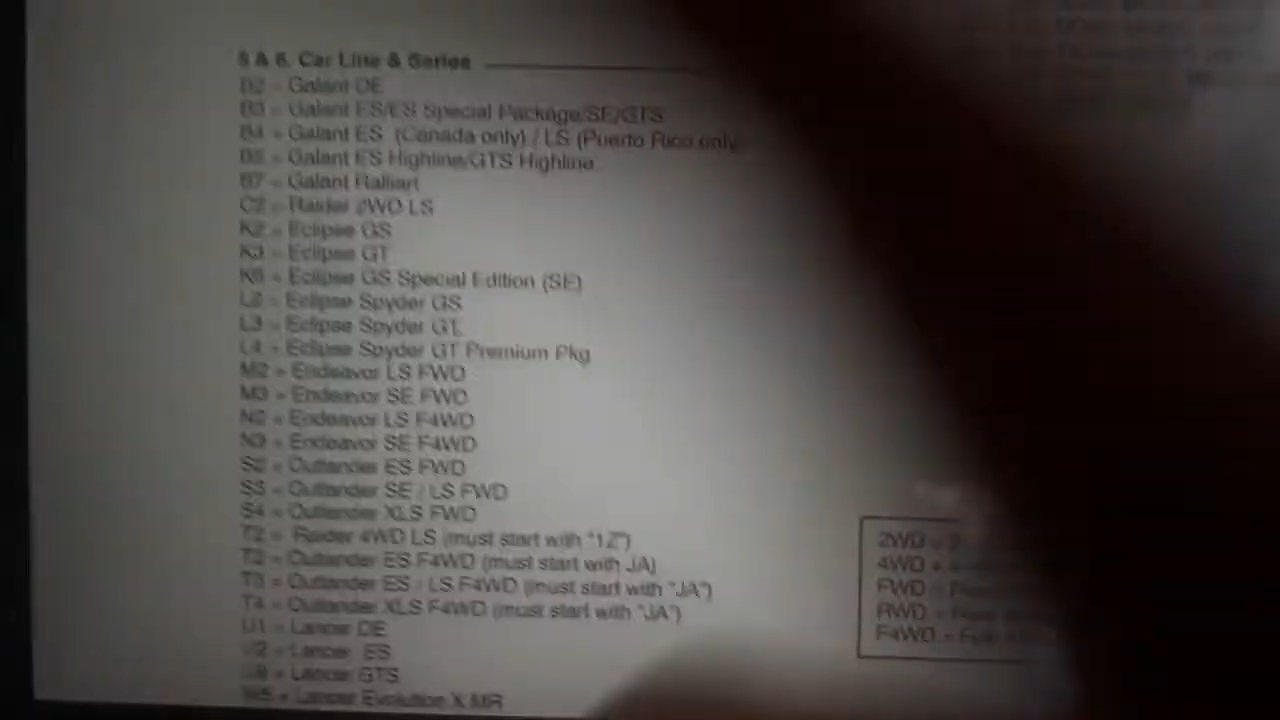 5 & 6. Car Line & Series
B2 = Galant DE
B3 = Galant ES/ES Special Package/SE/GTS
B4 = Galant ES (Canada only) / LS (Puerto Rico only
B5 = Galant ES Highline/GTS Highline
B7 = Galant Ralliart
C2 = Raider 2WD LS
K2 = Eclipse GS
K3 = Eclipse GT
K6 = Eclipse GS Special Edition (SE)
L2 = Eclipse Spyder GS
L3 = Eclipse Spyder GT
L4 = Eclipse Spyder GT Premium Pkg
M2 = Endeavor LS FWD
M3 = Endeavor SE FWD
N2 = Endeavor LS F4WD
N3 = Endeavor SE F4WD
S2 = Outlander ES FWD
S3 = Outlander SE / LS FWD
S4 = Outlander XLS FWD
T2 = Raider 4WD LS (must start with "1Z")
T2 = Outlander ES F4WD (must start with JA)
T3 = Outlander ES / LS F4WD (must start with "JA")
T4 = Outlander XLS F4WD (must start with "JA")
U1 = Lancer DE
U2 = Lancer ES
= Lancer GTS
W5 = Lancer Evolution X MR
2WD =
4WD =
FWD =
RWD =
F4WD =